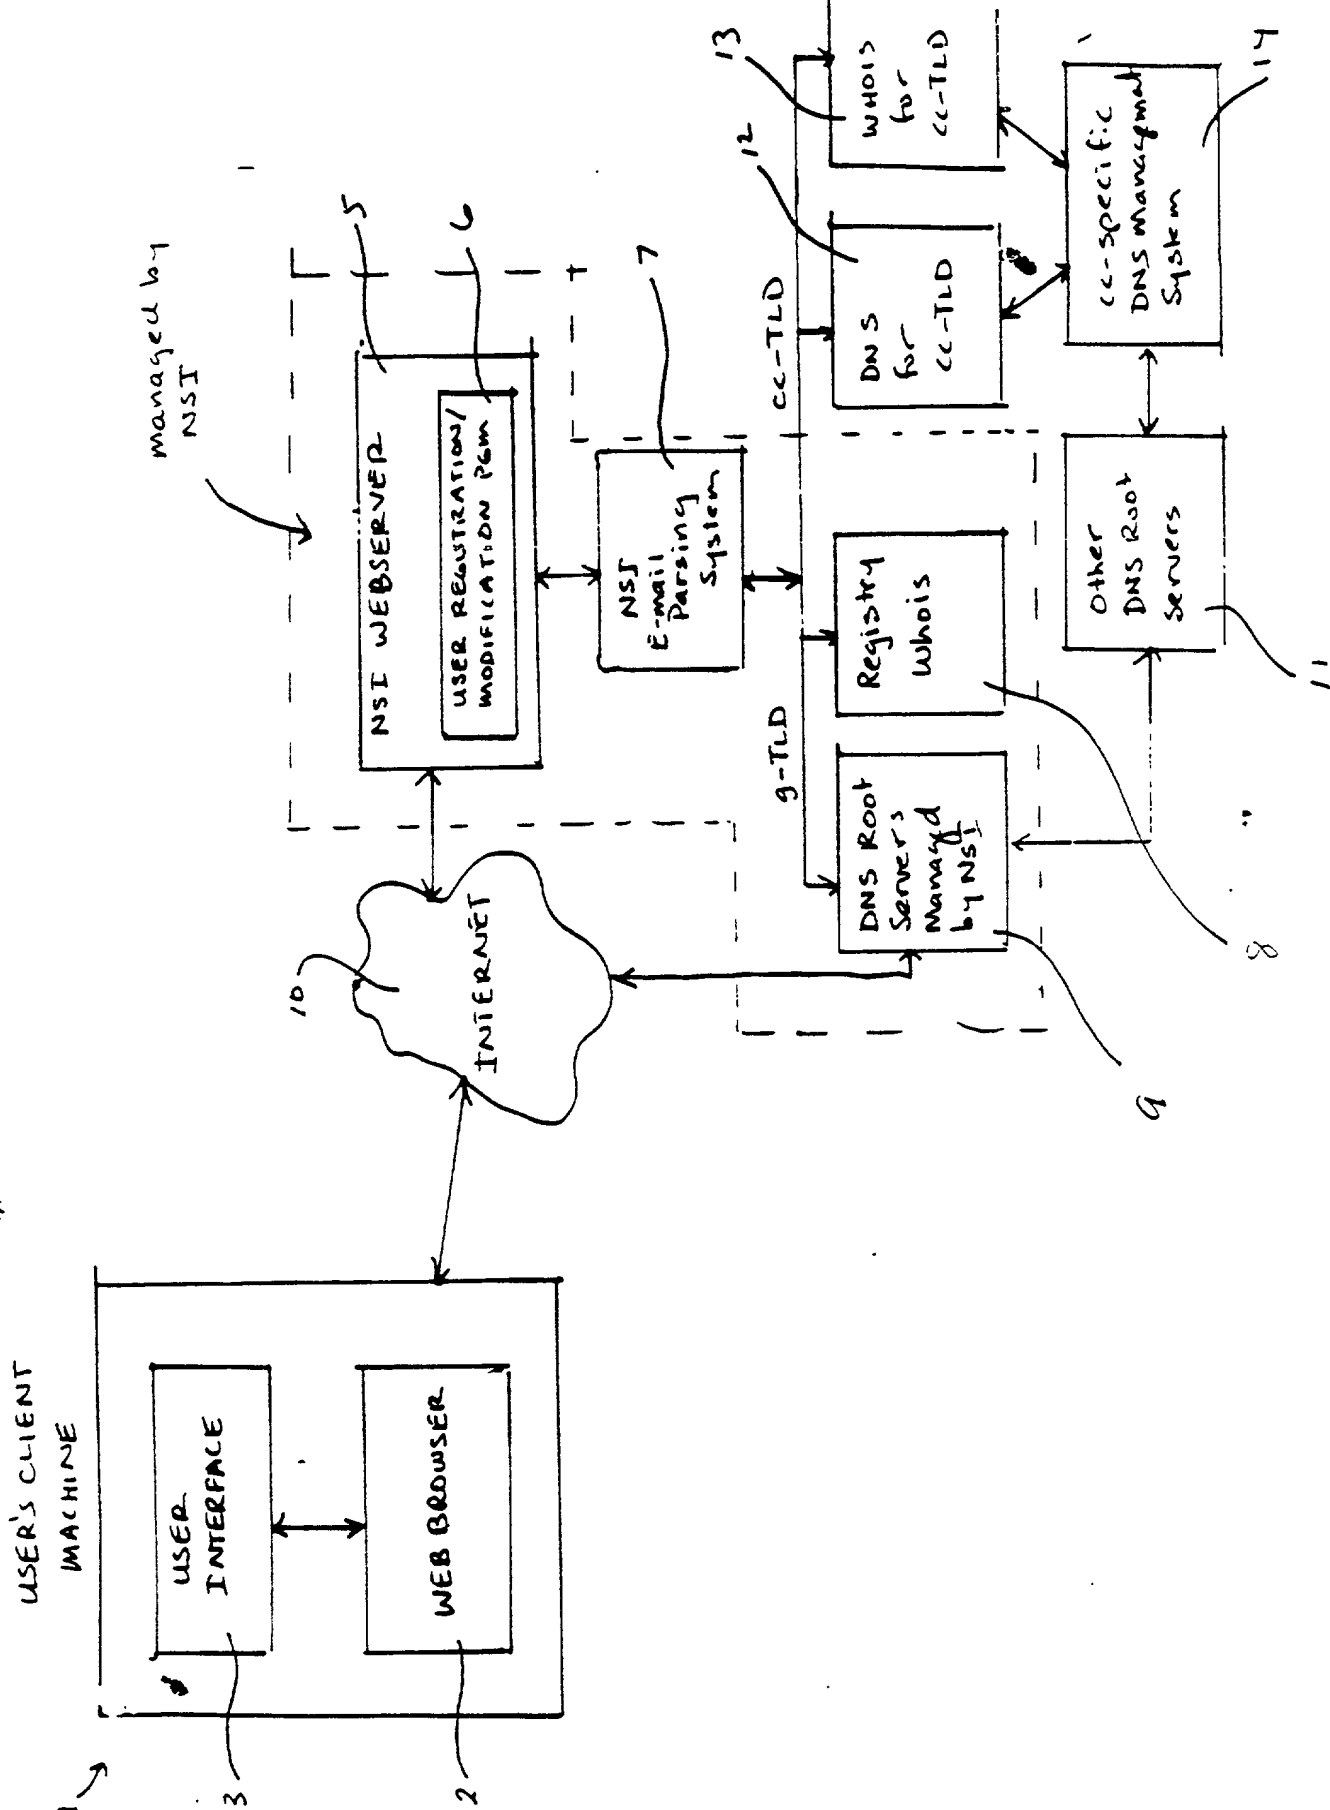 USER'S CLIENT
MACHINE
1
USER
INTERFACE
3
WEB BROWSER
2
10
INTERNET
managed by
NSI
5
NSI WEBSERVER
6
USER REGISTRATION/
MODIFICATION PGM
7
NSI
E-mail
Parsing
System
g-TLD
cc-TLD
DNS Root
Servers
Managed
by NSI
9
Registry
Whois
8
12
DNS
for
cc-TLD
13
WHOIS
for
cc-TLD
Other
DNS Root
Servers
11
cc-specific
DNS Managment
System
14